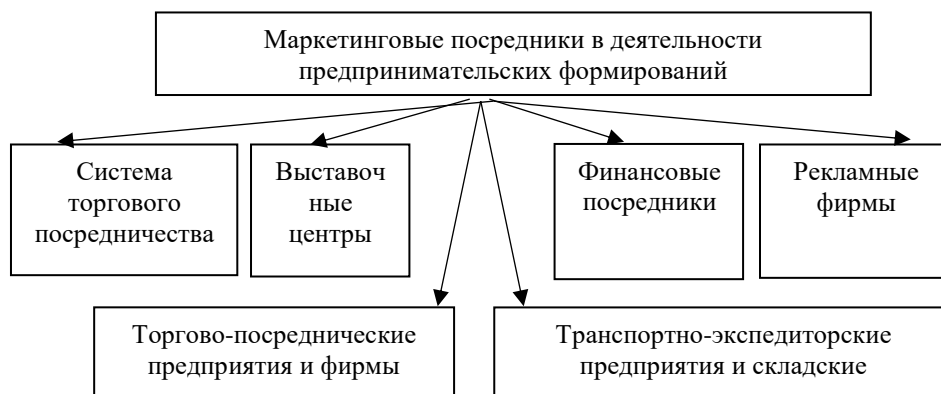 Маркетинговые посредники в деятельности
предпринимательских формирований
Система
торгового
посредничества
Выставоч
ные
центры
Финансовые
посредники
Рекламные
фирмы
Торгово-посреднические
предприятия и фирмы
Транспортно-экспедиторские
предприятия и складские